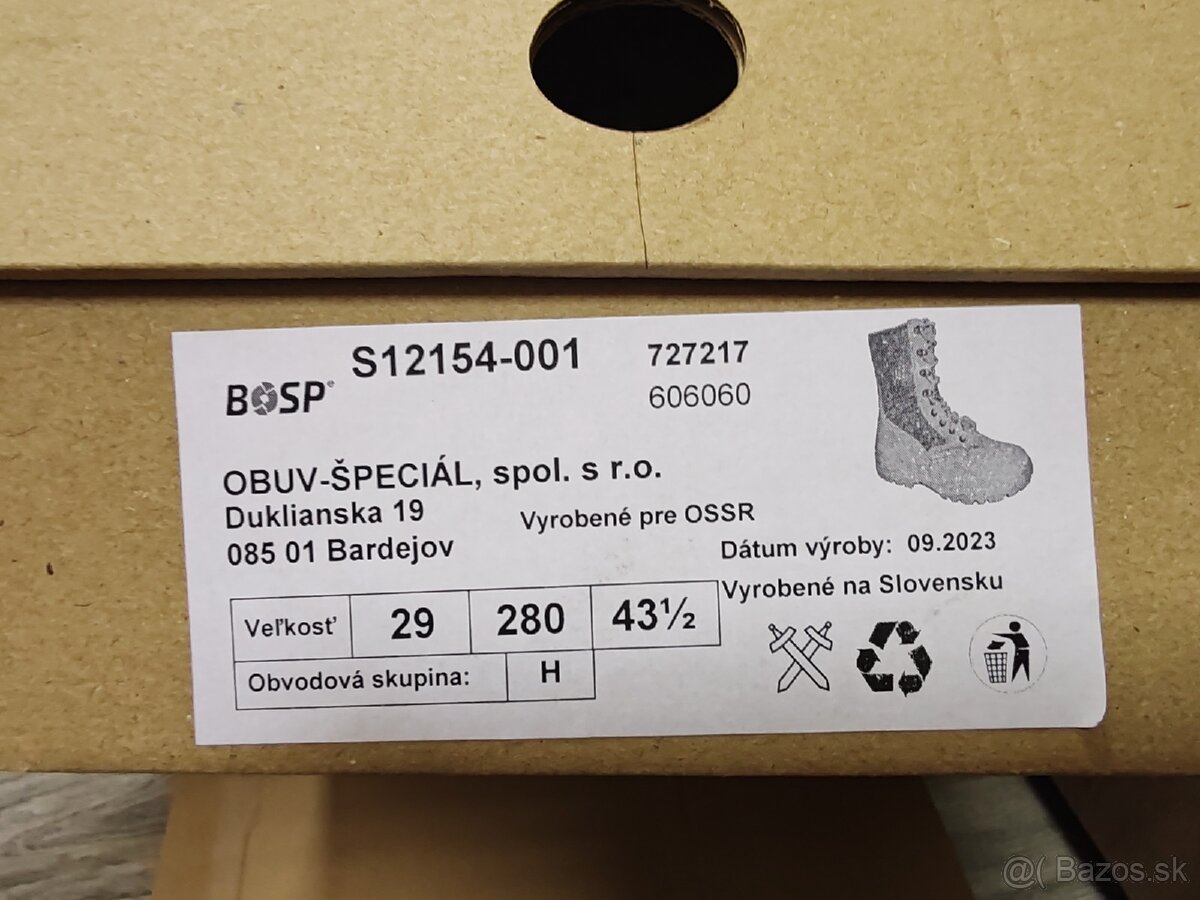 S12154-001 727217
BOSP® 606060
OBUV-ŠPECIÁL, spol. s r.o.
Duklianska 19 Vyrobené pre OSSR
085 01 Bardejov Dátum výroby: 09.2023
Vyrobené na Slovensku
Veľkosť 29 280 43½
Obvodová skupina: H
@( Bazos.sk